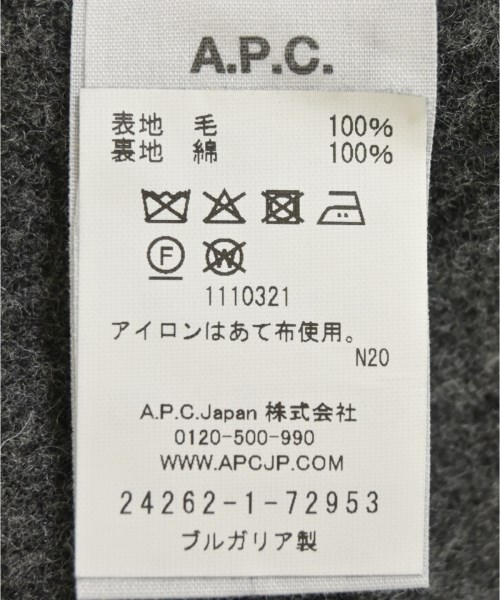 A.P.C.
表地 毛 100%
裏地 綿 100%
F W
1110321
アイロンはあて布使用。
N20
A.P.C.Japan 株式会社
0120-500-990
WWW.APCJP.COM
24262-1-72953
ブルガリア製